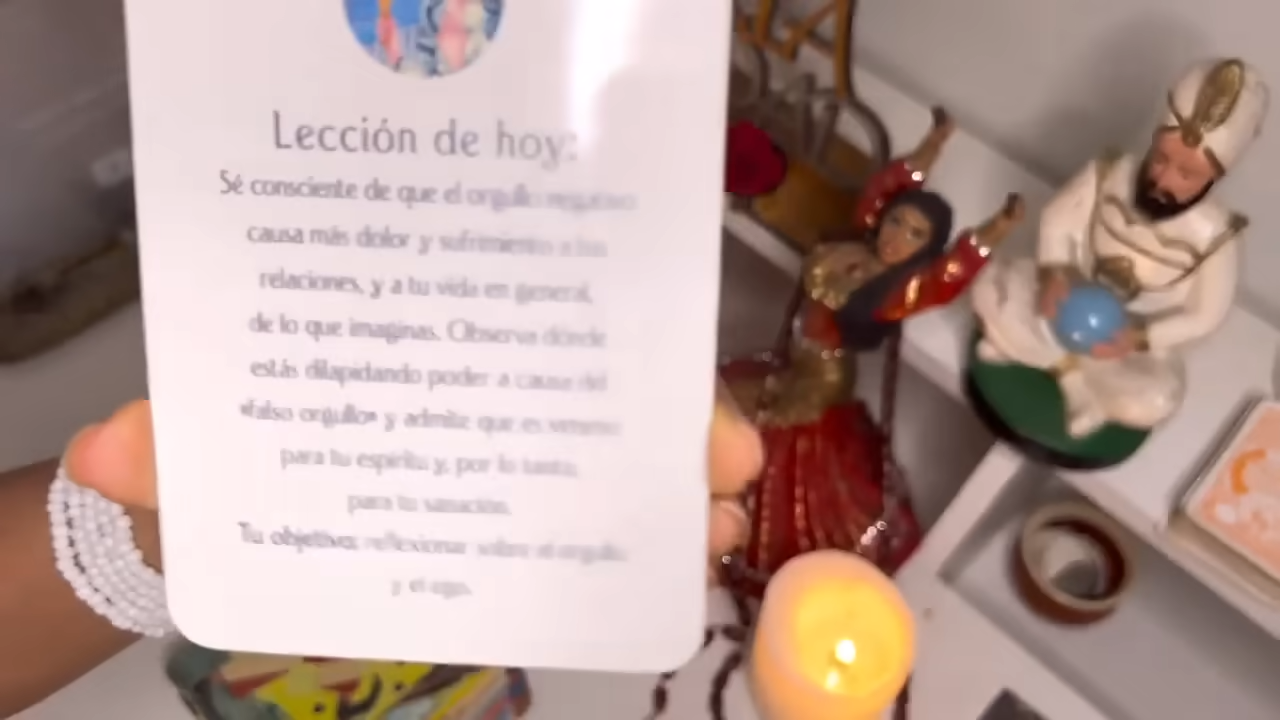 Lección de hoy:
Sé consciente de que el orgullo negativo
causa más dolor y sufrimiento a tus
relaciones, y a tu vida en general,
de lo que imaginas. Observa dónde
estás dilapidando poder a causa del
«falso orgullo» y admite que es veneno
para tu espíritu y, por lo tanto,
para tu sanación.
Tu objetivo: reflexionar sobre el orgullo
y el ego.